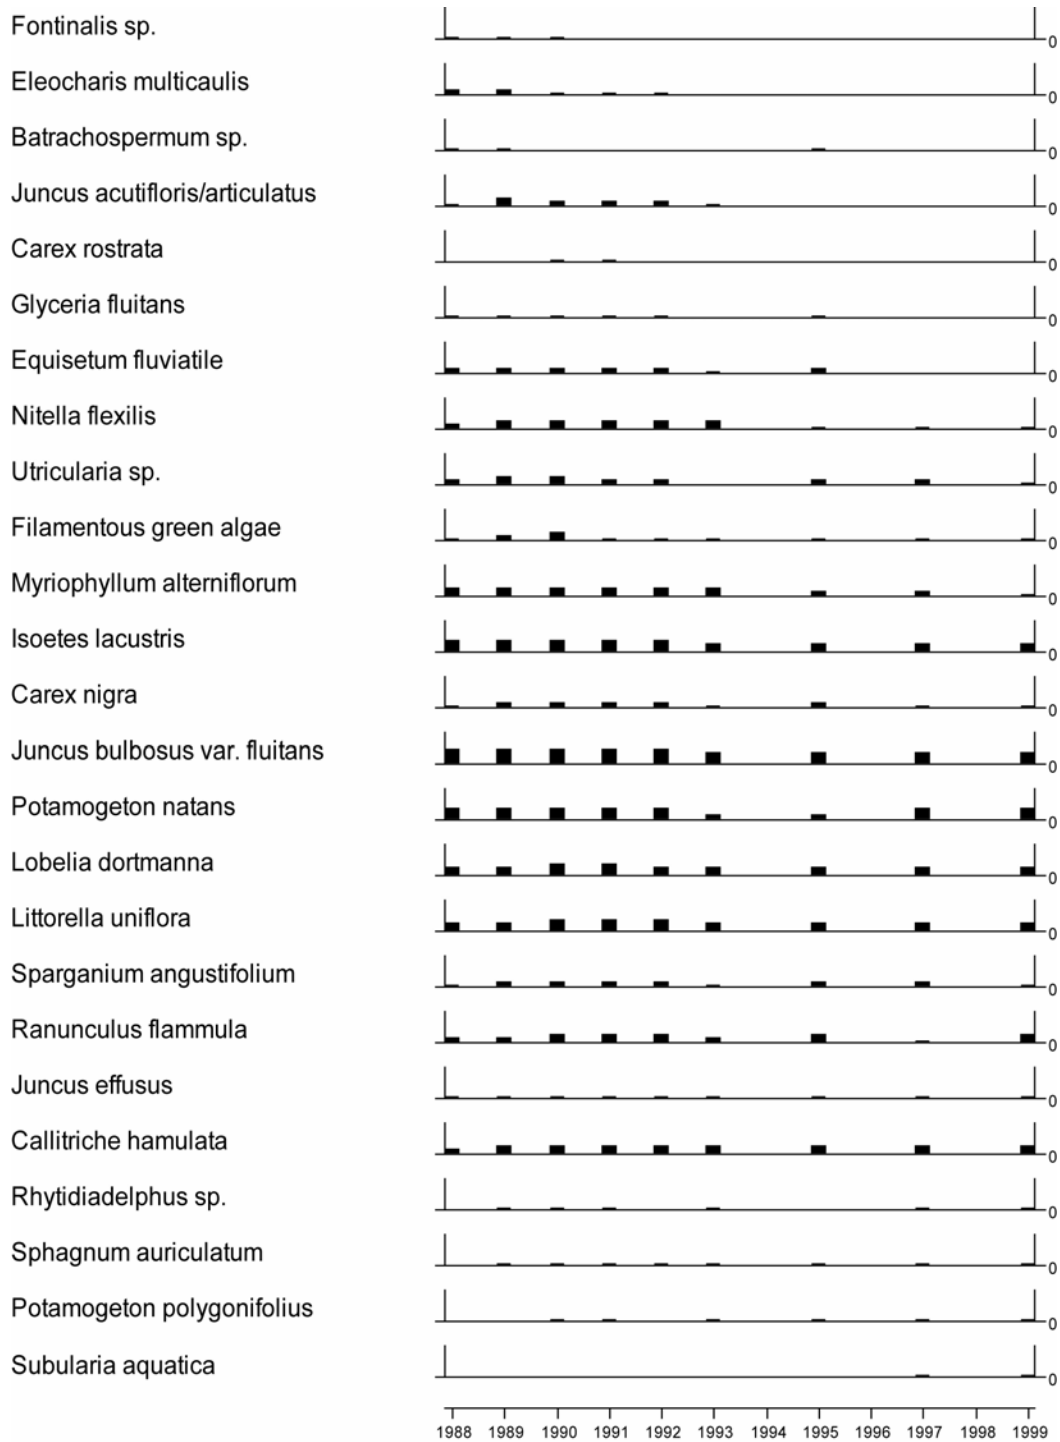 Fontinalis sp. 0
Eleocharis multicaulis 0
Batrachospermum sp. 0
Juncus acutifloris/articulatus 0
Carex rostrata 0
Glyceria fluitans 0
Equisetum fluviatile 0
Nitella flexilis 0
Utricularia sp. 0
Filamentous green algae 0
Myriophyllum alterniflorum 0
Isoetes lacustris 0
Carex nigra 0
Juncus bulbosus var. fluitans 0
Potamogeton natans 0
Lobelia dortmanna 0
Littorella uniflora 0
Sparganium angustifolium 0
Ranunculus flammula 0
Juncus effusus 0
Callitriche hamulata 0
Rhytidiadelphus sp. 0
Sphagnum auriculatum 0
Potamogeton polygonifolius 0
Subularia aquatica 0
1988 1989 1990 1991 1992 1993 1994 1995 1996 1997 1998 1999